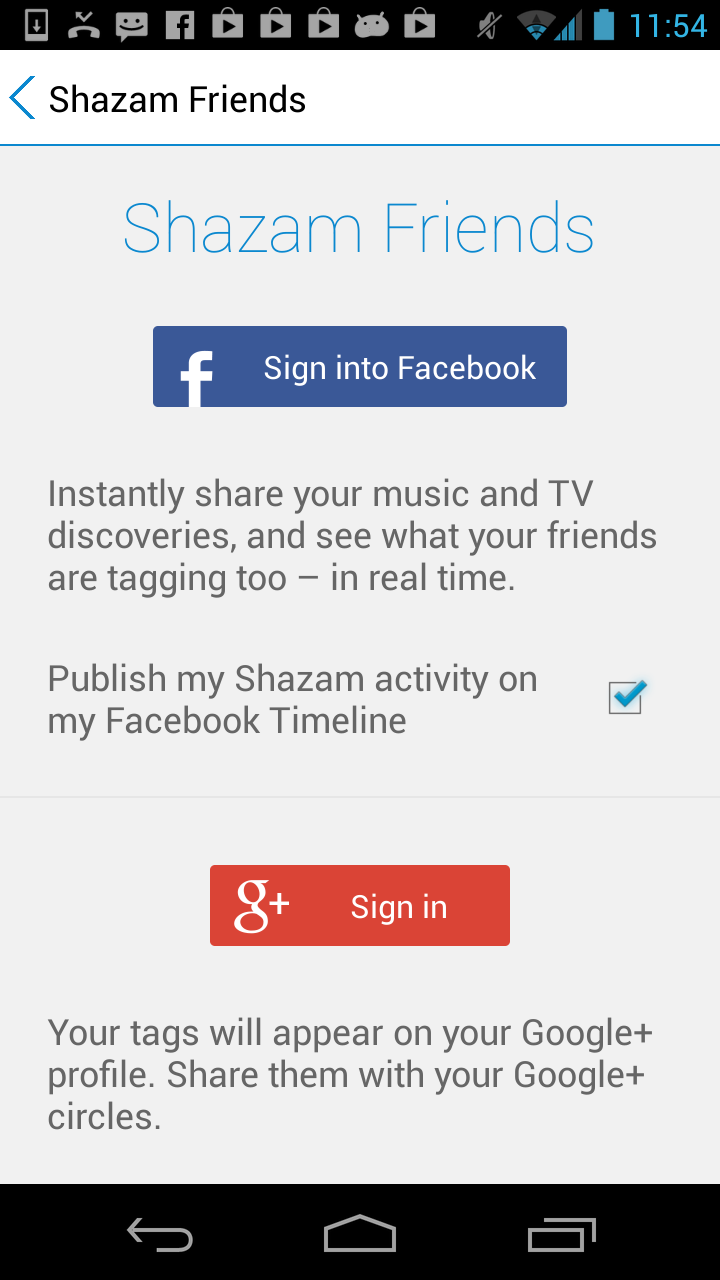 11:54
Shazam Friends
Shazam Friends
f Sign into Facebook
Instantly share your music and TV
discoveries, and see what your friends
are tagging too – in real time.
Publish my Shazam activity on
my Facebook Timeline
g+ Sign in
Your tags will appear on your Google+
profile. Share them with your Google+
circles.